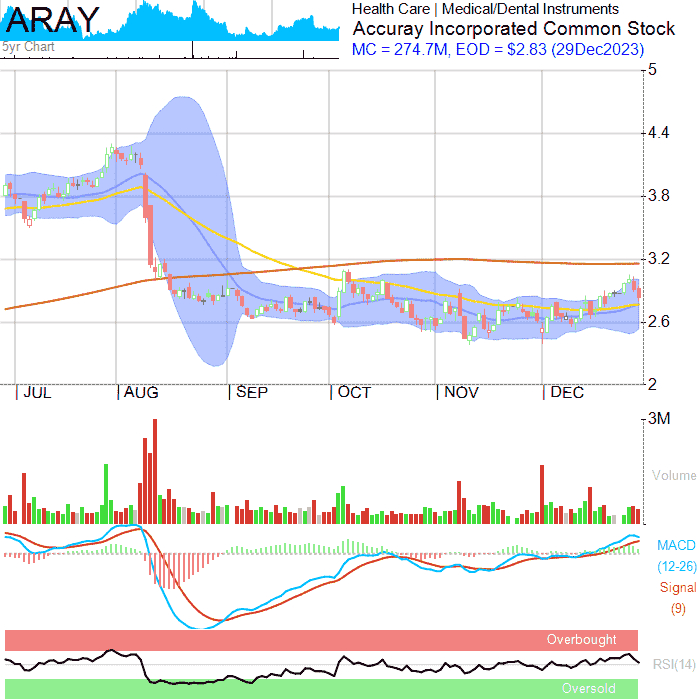 ARAY
5yr Chart
Health Care | Medical/Dental Instruments
Accuray Incorporated Common Stock
MC = 274.7M, EOD = $2.83 (29Dec2023)
5
4.4
3.8
3.2
2.6
2
JUL AUG SEP OCT NOV DEC
3M
Volume
MACD
(12-26)
Signal
(9)
Overbought
RSI(14)
Oversold